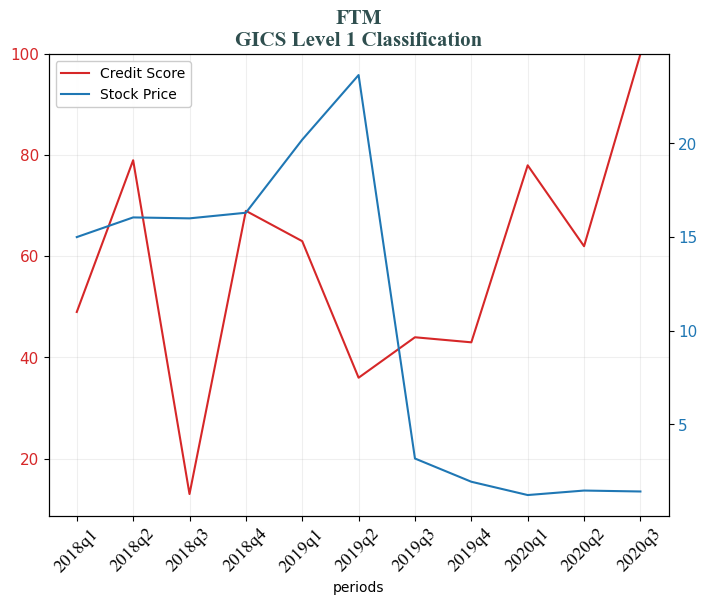 FTM
GICS Level 1 Classification
Credit Score
Stock Price
100
80
60
40
20
20
15
10
5
2018q1
2018q2
2018q3
2018q4
2019q1
2019q2
2019q3
2019q4
2020q1
2020q2
2020q3
periods